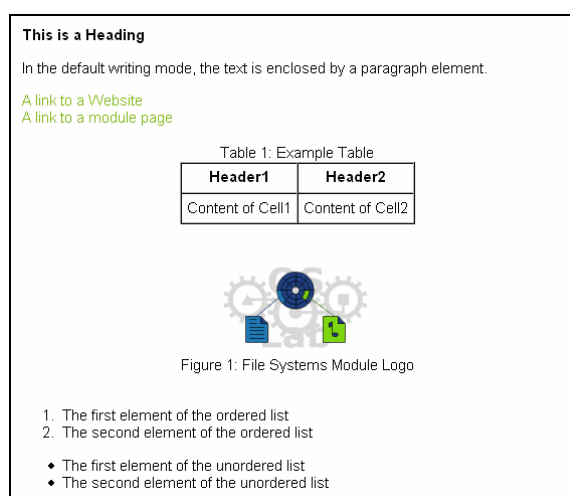 This is a Heading
In the default writing mode, the text is enclosed by a paragraph element.
A link to a Website
A link to a module page
Table 1: Example Table
Header1 Header2
Content of Cell1 Content of Cell2
OS
Lab
Figure 1: File Systems Module Logo
1. The first element of the ordered list
2. The second element of the ordered list
• The first element of the unordered list
• The second element of the unordered list